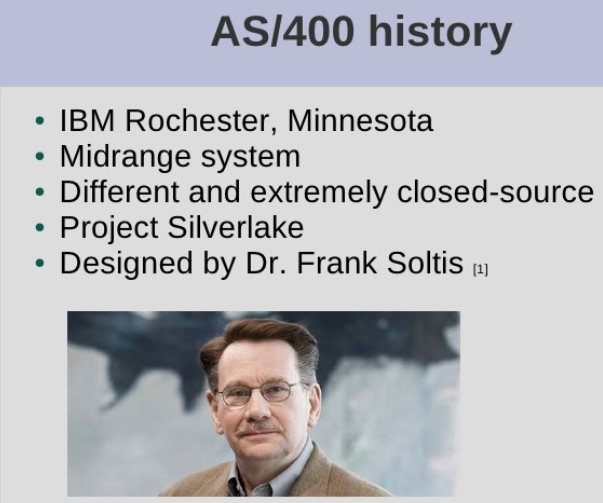 AS/400 history
• IBM Rochester, Minnesota
• Midrange system
• Different and extremely closed-source
• Project Silverlake
• Designed by Dr. Frank Soltis [1]